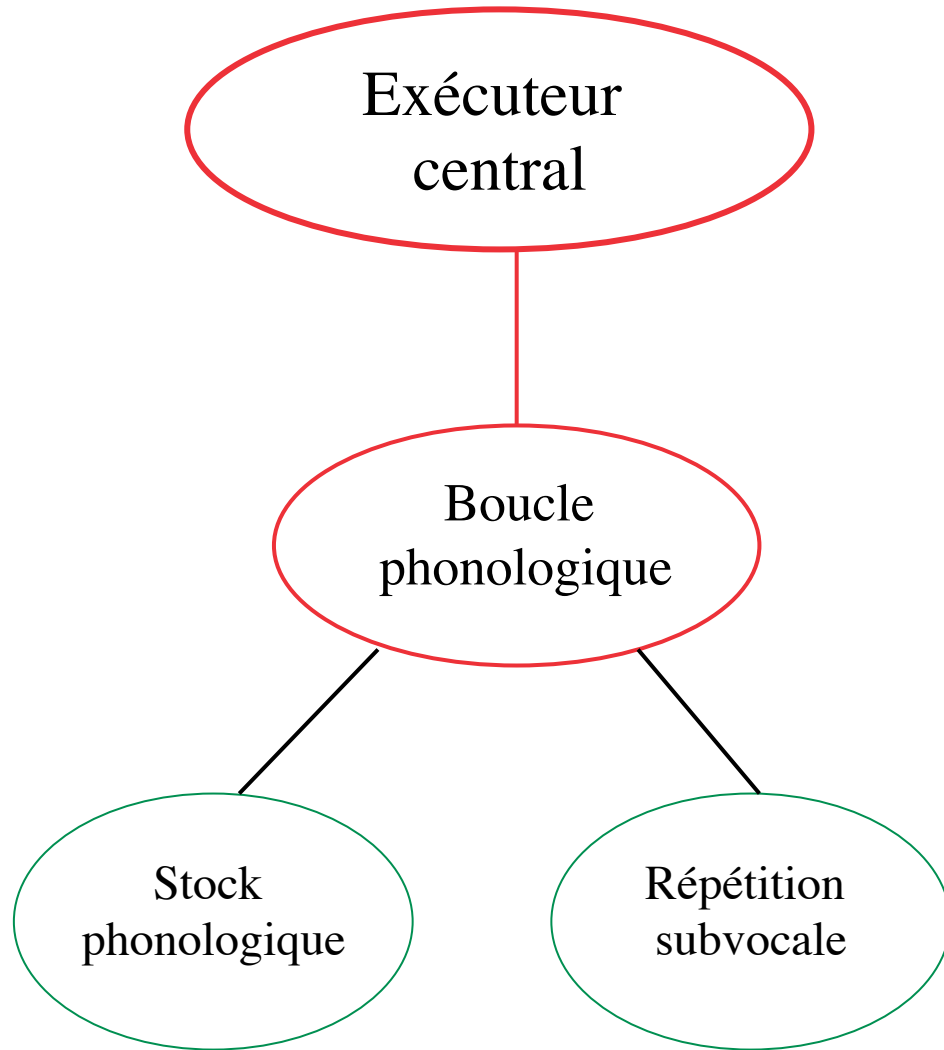 Exécuteur
central
Boucle
phonologique
Stock
phonologique
Répétition
subvocale